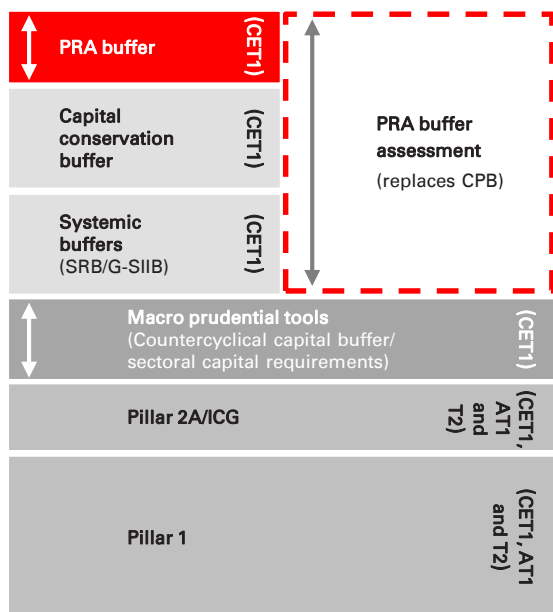 PRA buffer
(CET1)
Capital
conservation
buffer
(CET1)
Systemic
buffers
(SRB/G-SIIB)
(CET1)
PRA buffer
assessment
(replaces CPB)
Macro prudential tools
(Countercyclical capital buffer/
sectoral capital requirements)
(CET1)
Pillar 2A/ICG
(CET1,
AT1
and
T2)
Pillar 1
(CET1, AT1
and T2)